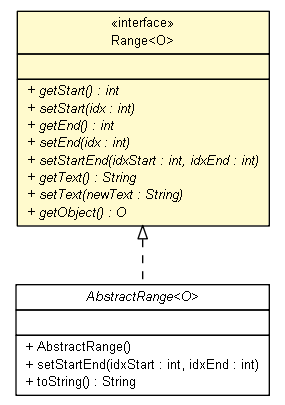 «interface»
Range<O>
+ getStart() : int
+ setStart(idx : int)
+ getEnd() : int
+ setEnd(idx : int)
+ setStartEnd(idxStart : int, idxEnd : int)
+ getText() : String
+ setText(newText : String)
+ getObject() : O
AbstractRange<O>
+ AbstractRange()
+ setStartEnd(idxStart : int, idxEnd : int)
+ toString() : String